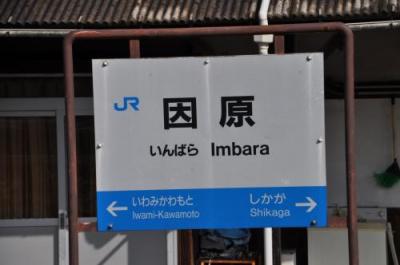 JR
因原
いんばら Imbara
いわみかわもと しかが
← Iwami-Kawamoto Shikaga →